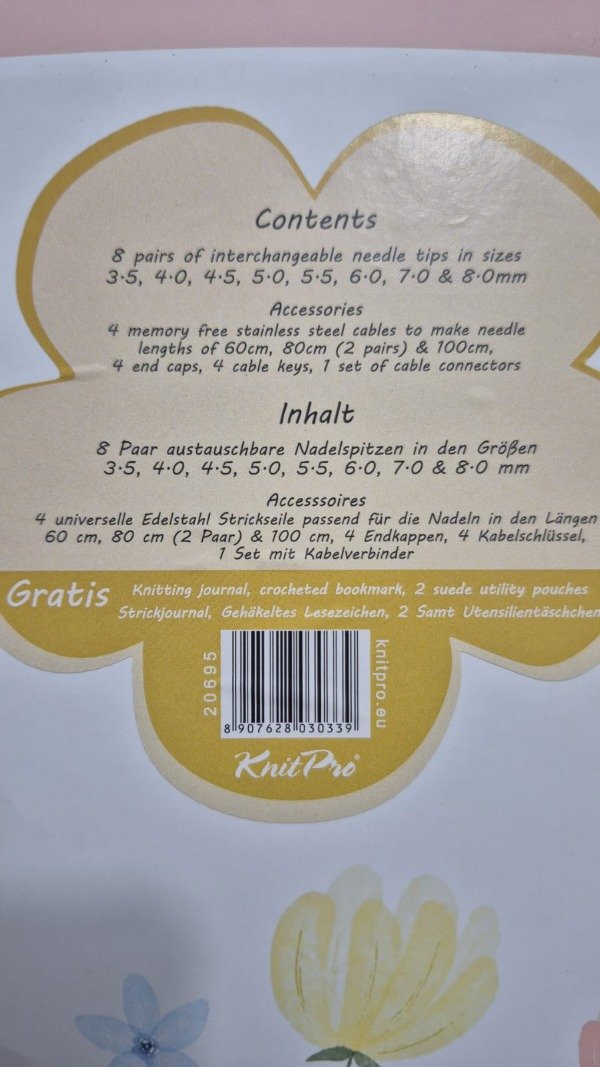 Contents
8 pairs of interchangeable needle tips in sizes
3·5, 4·0, 4·5, 5·0, 5·5, 6·0, 7·0 & 8·0mm
Accessories
4 memory free stainless steel cables to make needle
lengths of 60cm, 80cm (2 pairs) & 100cm,
4 end caps, 4 cable keys, 1 set of cable connectors
Inhalt
8 Paar austauschbare Nadelspitzen in den Größen
3·5, 4·0, 4·5, 5·0, 5·5, 6·0, 7·0 & 8·0 mm
Accesssoires
4 universelle Edelstahl Strickseile passend für die Nadeln in den Längen
60 cm, 80 cm (2 Paar) & 100 cm, 4 Endkappen, 4 Kabelschlüssel,
1 Set mit Kabelverbinder
Gratis
Knitting journal, crocheted bookmark, 2 suede utility pouches
Strickjournal, Gehäkeltes Lesezeichen, 2 Samt Utensilientäschchen
20695
knitpro.eu
8 907628 030339
KnitPro®